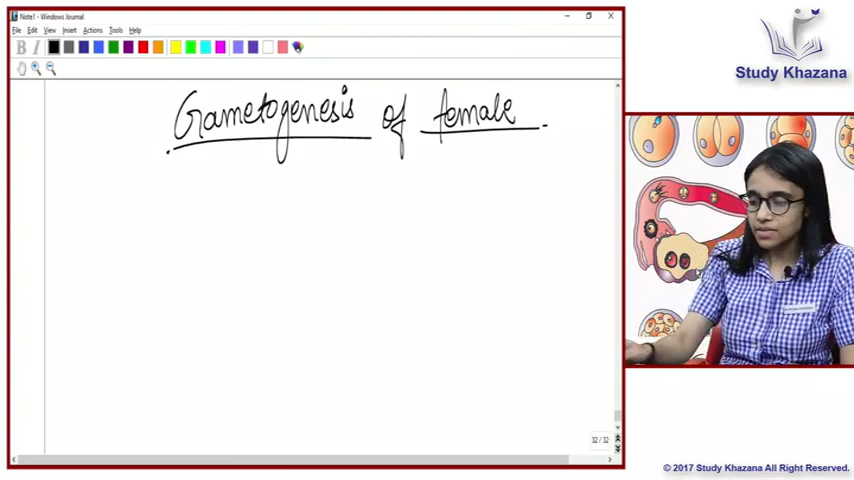 Note1 - Windows Journal
File Edit View Insert Actions Tools Help
B I
Gametogenesis of female.
32 / 32
Study Khazana
© 2017 Study Khazana All Right Reserved.